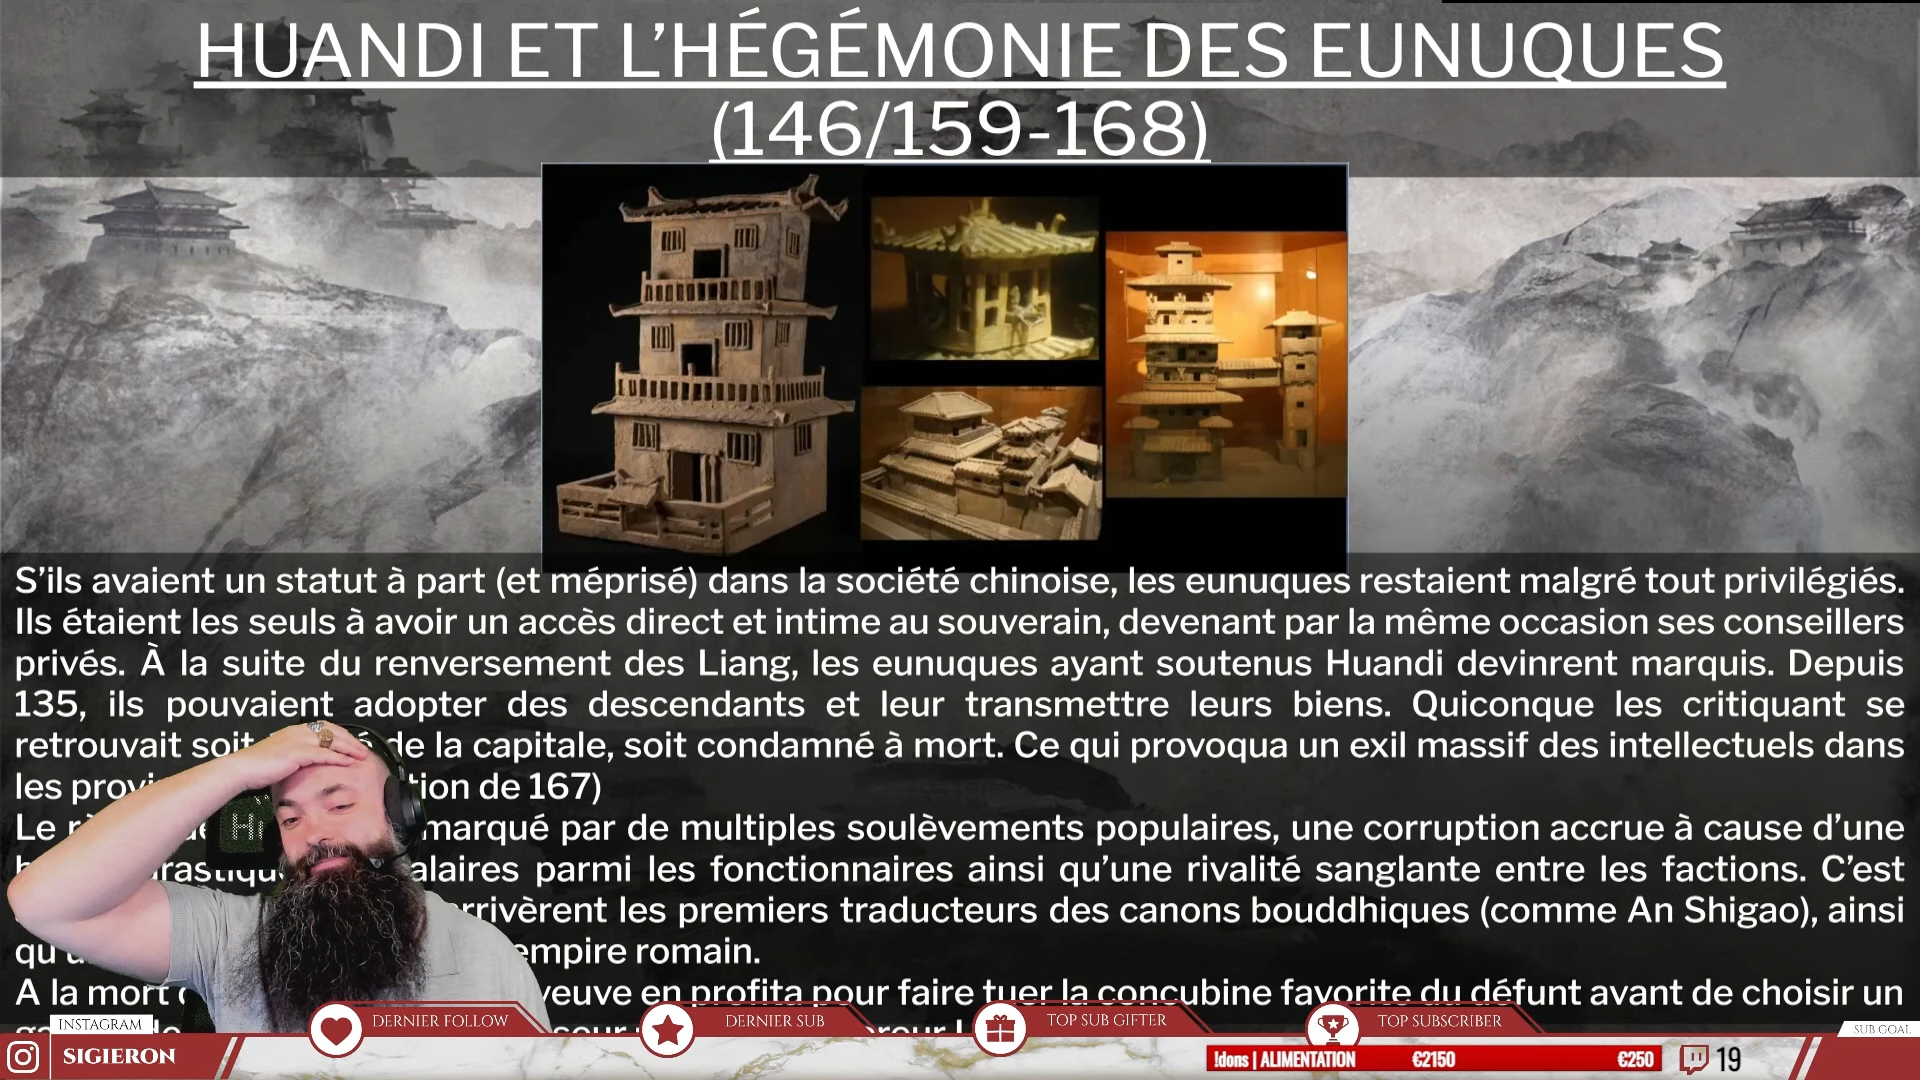 HUANDI ET L’HÉGÉMONIE DES EUNUQUES
(146/159-168)
S’ils avaient un statut à part (et méprisé) dans la société chinoise, les eunuques restaient malgré tout privilégiés.
Ils étaient les seuls à avoir un accès direct et intime au souverain, devenant par la même occasion ses conseillers
privés. À la suite du renversement des Liang, les eunuques ayant soutenus Huandi devinrent marquis. Depuis
135, ils pouvaient adopter des descendants et leur transmettre leurs biens. Quiconque les critiquant se
retrouvait soit de la capitale, soit condamné à mort. Ce qui provoqua un exil massif des intellectuels dans
les de 167)
Le marqué par de multiples soulèvements populaires, une corruption accrue à cause d’une
parmi les fonctionnaires ainsi qu’une rivalité sanglante entre les factions. C’est
arrivèrent les premiers traducteurs des canons bouddhiques (comme An Shigao), ainsi
empire romain.
A la mort veuve en profita pour faire tuer la concubine favorite du défunt avant de choisir un
INSTAGRAM
SIGIERON
DERNIER FOLLOW
DERNIER SUB
TOP SUB GIFTER
TOP SUBSCRIBER
SUB GOAL
!dons | ALIMENTATION €2150 €250
19